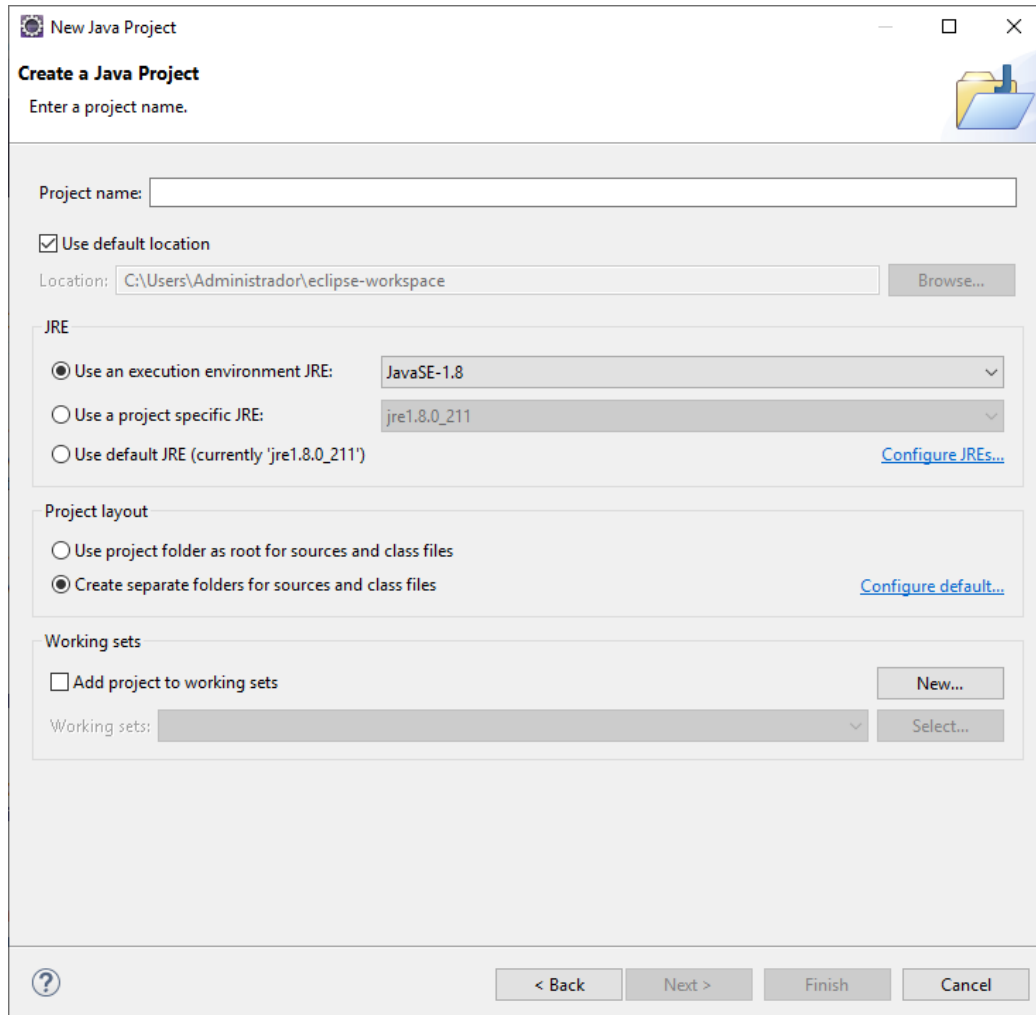 New Java Project
Create a Java Project
Enter a project name.
Project name:
Use default location
Location: C:\Users\Administrador\eclipse-workspace Browse...
JRE
Use an execution environment JRE: JavaSE-1.8
Use a project specific JRE: jre1.8.0_211
Use default JRE (currently 'jre1.8.0_211') Configure JREs...
Project layout
Use project folder as root for sources and class files
Create separate folders for sources and class files Configure default...
Working sets
Add project to working sets New...
Working sets: Select...
? < Back Next > Finish Cancel